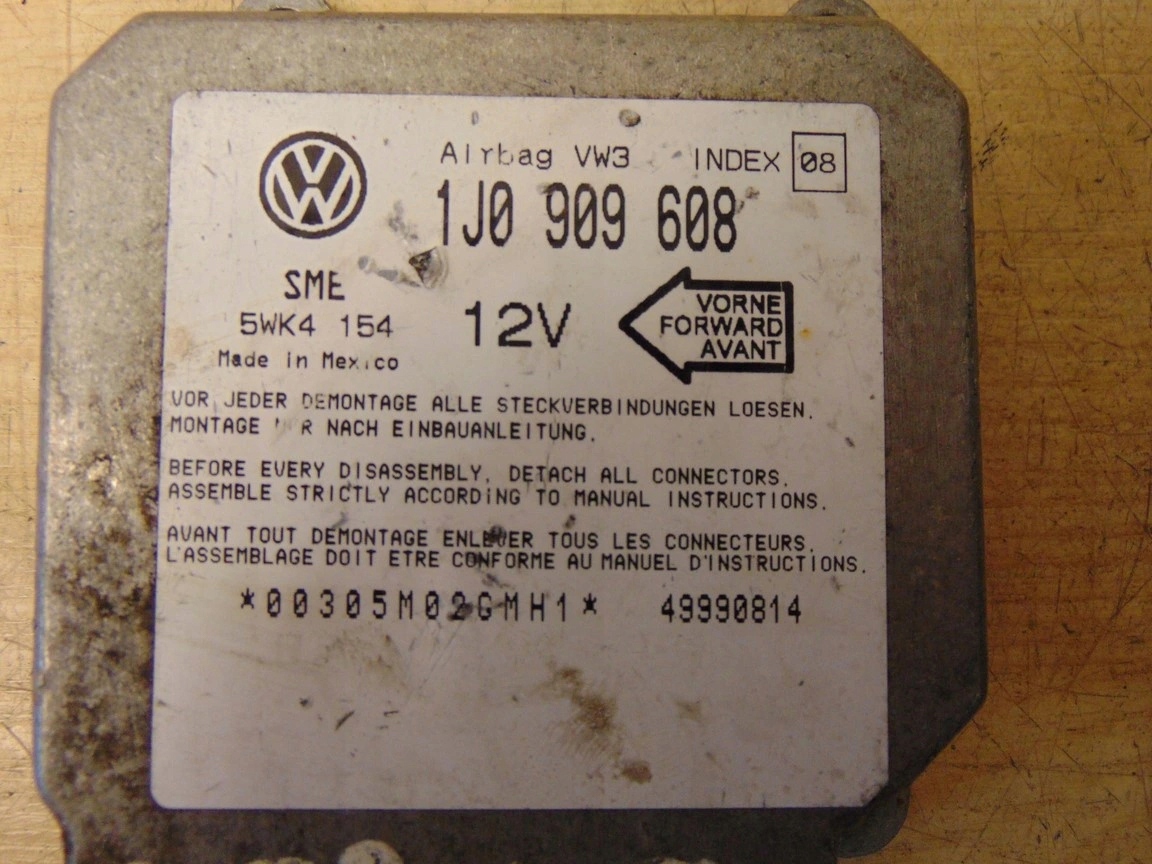 Airbag VW3 INDEX 08
1J0 909 608
SME
5WK4 154
Made in Mexico
12V
VORNE
FORWARD
AVANT
VOR JEDER DEMONTAGE ALLE STECKVERBINDUNGEN LOESEN.
MONTAGE NACH EINBAUANLEITUNG.
BEFORE EVERY DISASSEMBLY, DETACH ALL CONNECTORS.
ASSEMBLE STRICTLY ACCORDING TO MANUAL INSTRUCTIONS.
AVANT TOUT DEMONTAGE ENLEVER TOUS LES CONNECTEURS.
L'ASSEMBLAGE DOIT ETRE CONFORME AU MANUEL D'INSTRUCTIONS.
*00305M02GMH1* 49990814